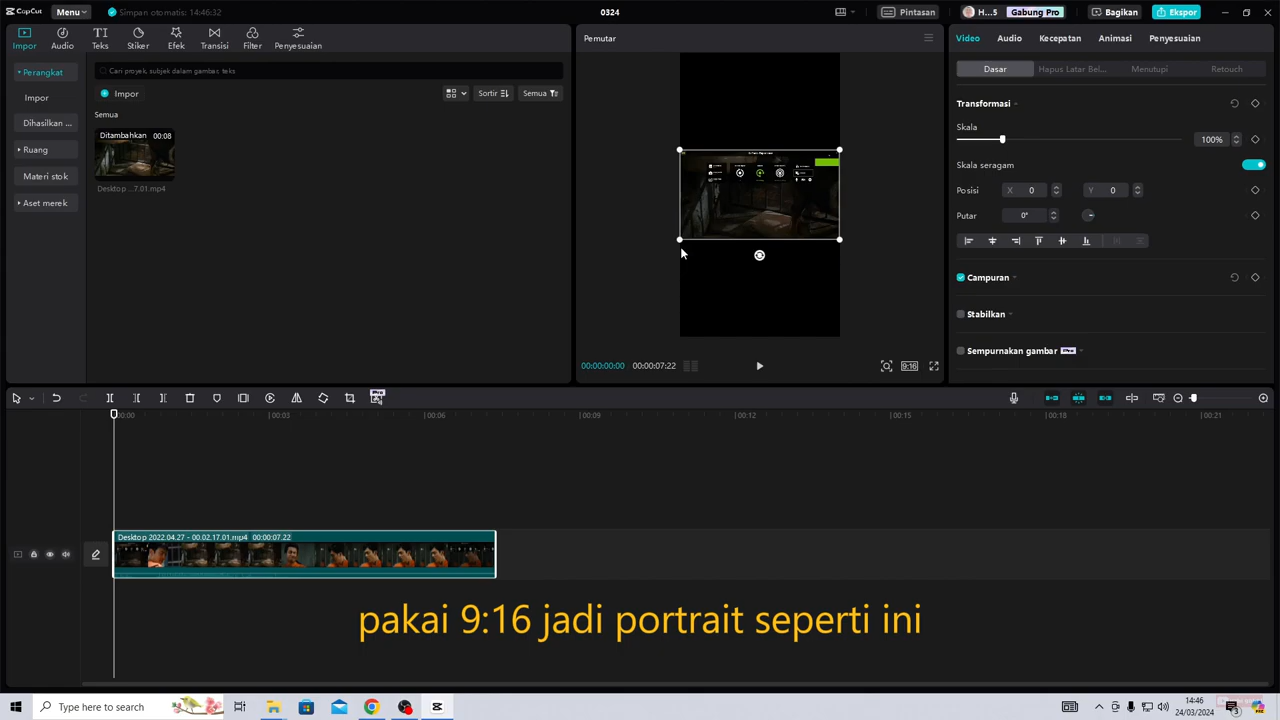 CapCut
Menu
Simpan otomatis: 14:46:32
0324
Pintasan
H...5
Gabung Pro
Bagikan
Ekspor
Impor
Audio
Teks
Stiker
Efek
Transisi
Filter
Penyesuaian
Perangkat
Impor
Dihasilkan ...
Ruang
Materi stok
Aset merek
Cari proyek, subjek dalam gambar, teks
Impor
Sortir
Semua
Semua
Ditambahkan 00:08
Desktop ...7.01.mp4
Pemutar
00:00:00:00 00:00:07:22
9:16
Video
Audio
Kecepatan
Animasi
Penyesuaian
Dasar
Hapus Latar Bel...
Menutupi
Retouch
Transformasi
Skala
100%
Skala seragam
Posisi X 0 Y 0
Putar 0°
Campuran
Stabilkan
Sempurnakan gambar Pro
Pro
00:00 00:03 00:06 00:09 00:12 00:15 00:18 00:21
Desktop 2022.04.27 - 00.02.17.01.mp4 00:00:07:22
pakai 9:16 jadi portrait seperti ini
Type here to search
14:46
24/03/2024